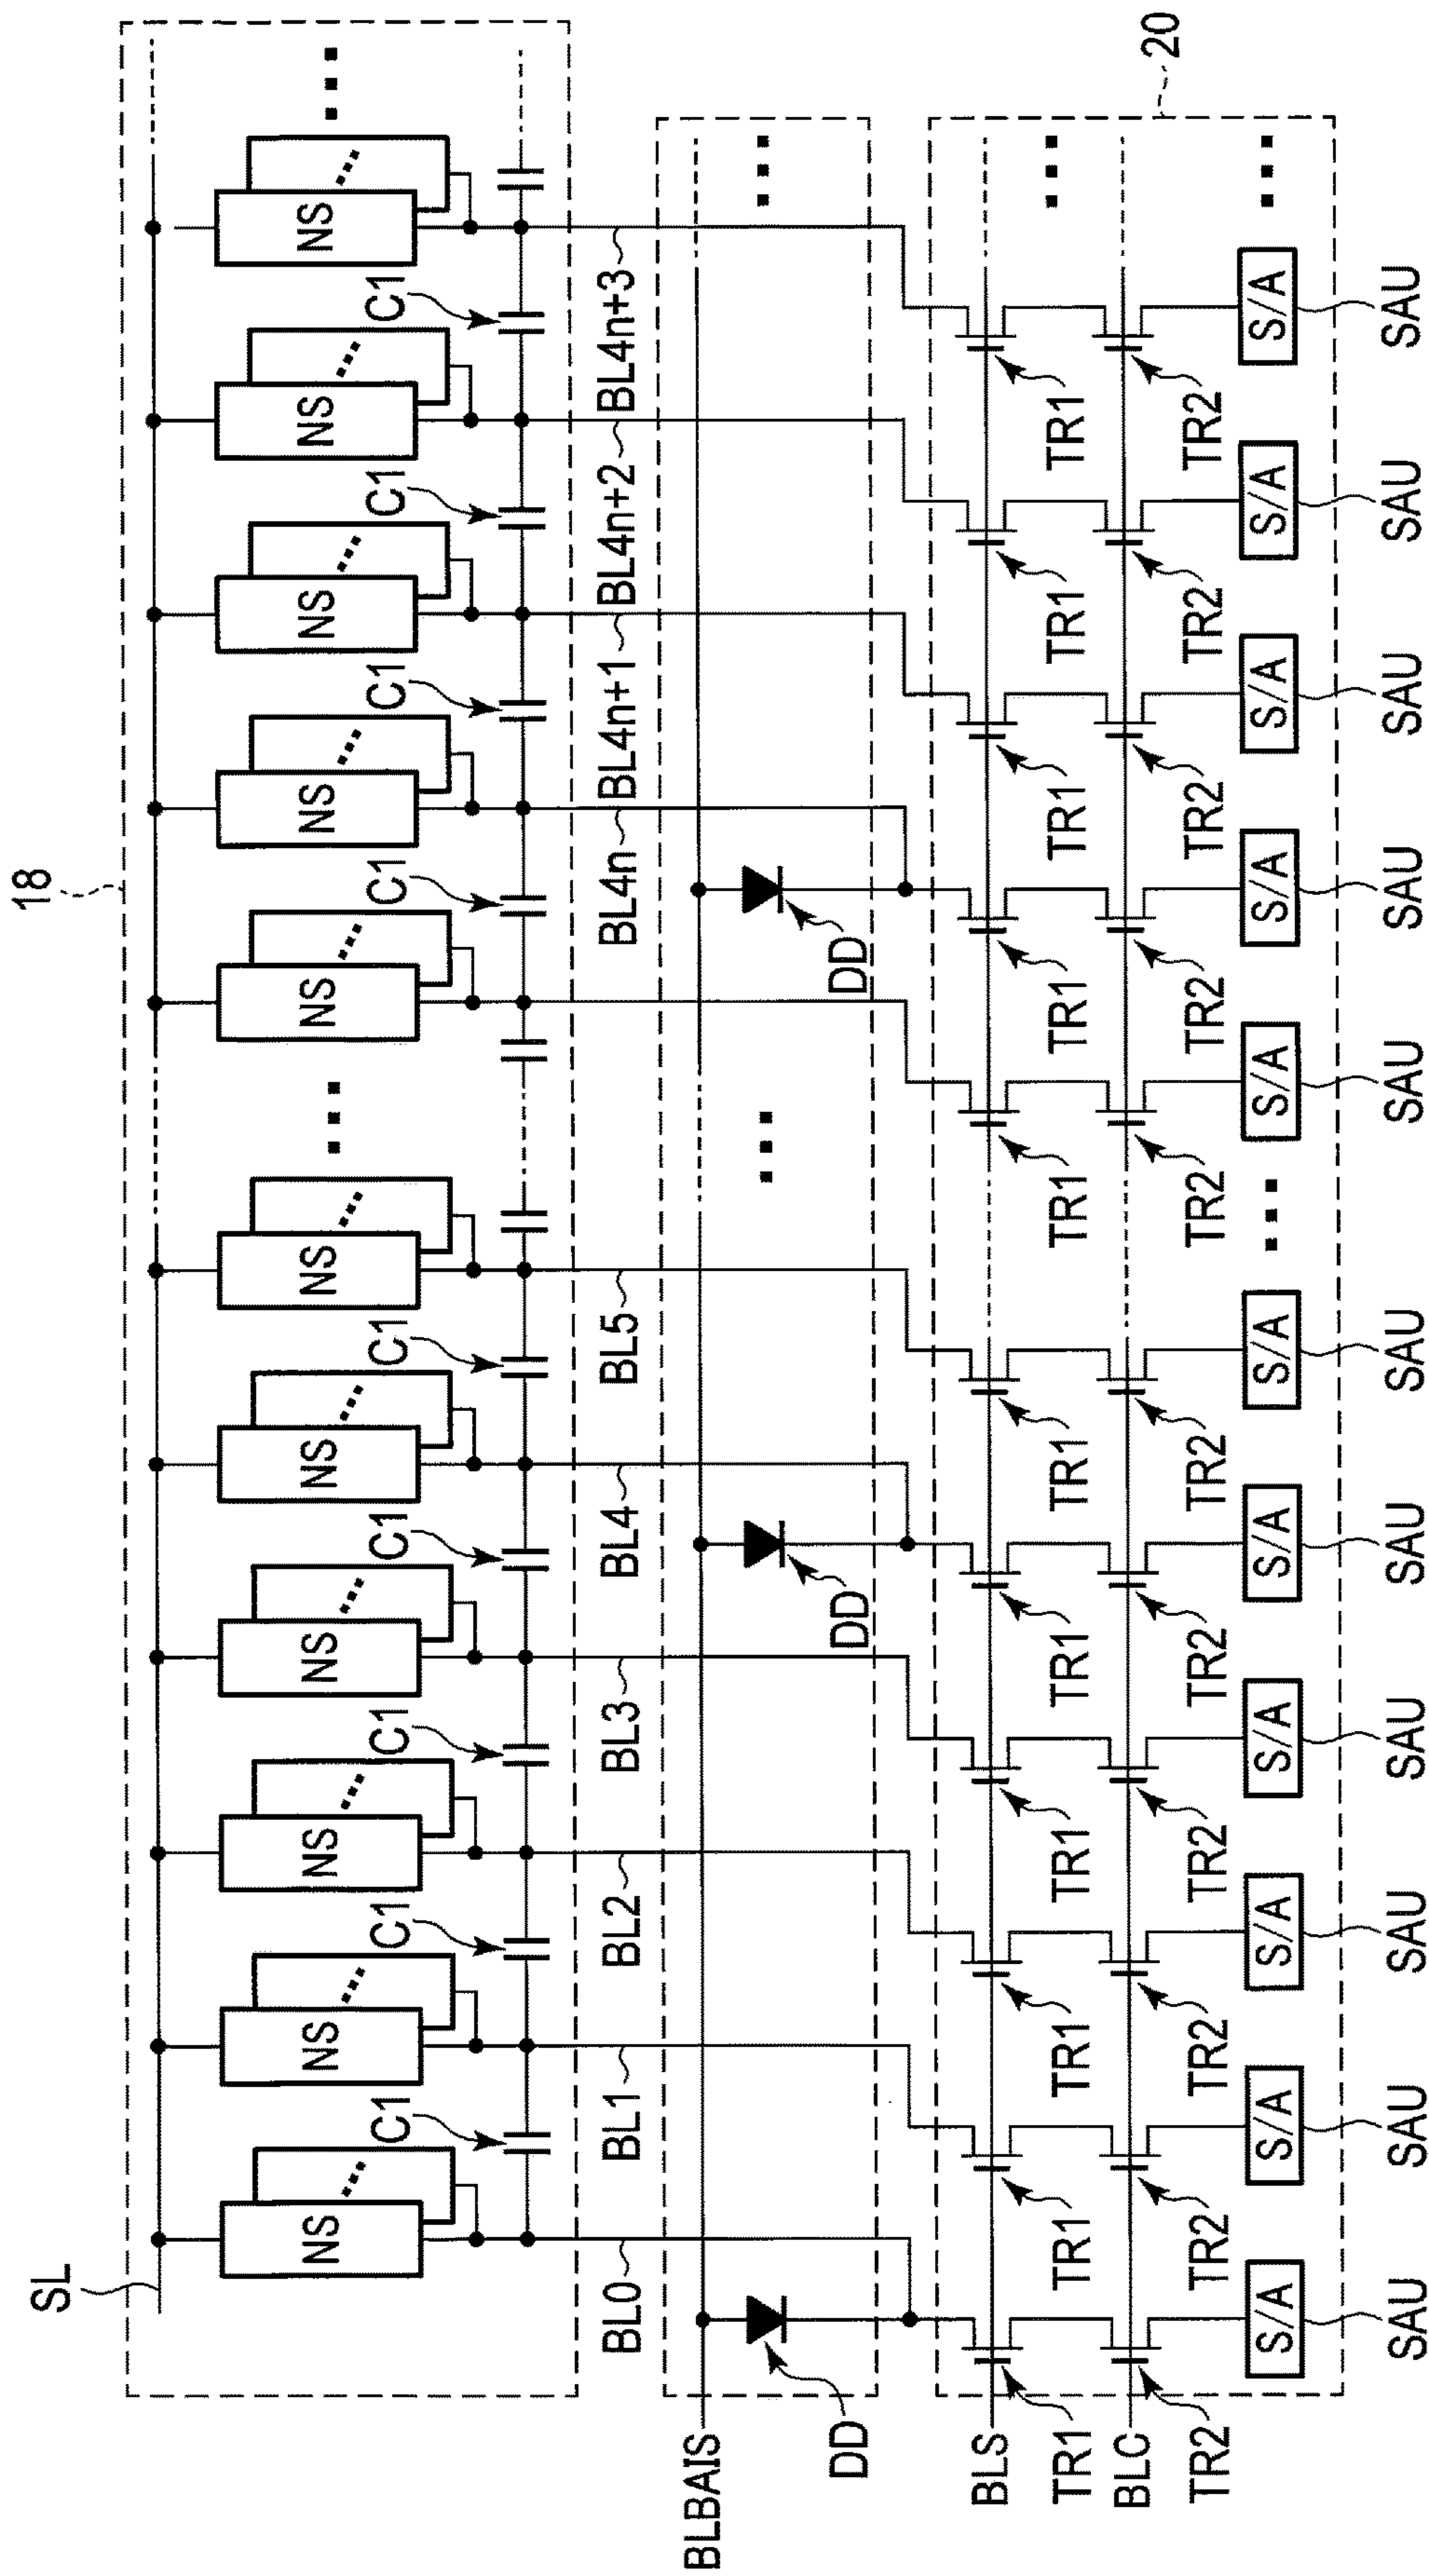 18
SL
NS NS NS NS NS NS NS NS NS NS NS
C1 C1 C1 C1 C1 C1 C1 C1 C1
BL0 BL1 BL2 BL3 BL4 BL5 BL4n BL4n+1 BL4n+2 BL4n+3
BLBAIS
DD DD DD
BLS
TR1 TR1 TR1 TR1 TR1 TR1 TR1 TR1 TR1 TR1 TR1
BLC
20
TR2 TR2 TR2 TR2 TR2 TR2 TR2 TR2 TR2 TR2 TR2
S/A S/A S/A S/A S/A S/A S/A S/A S/A S/A S/A
SAU SAU SAU SAU SAU SAU SAU SAU SAU SAU SAU